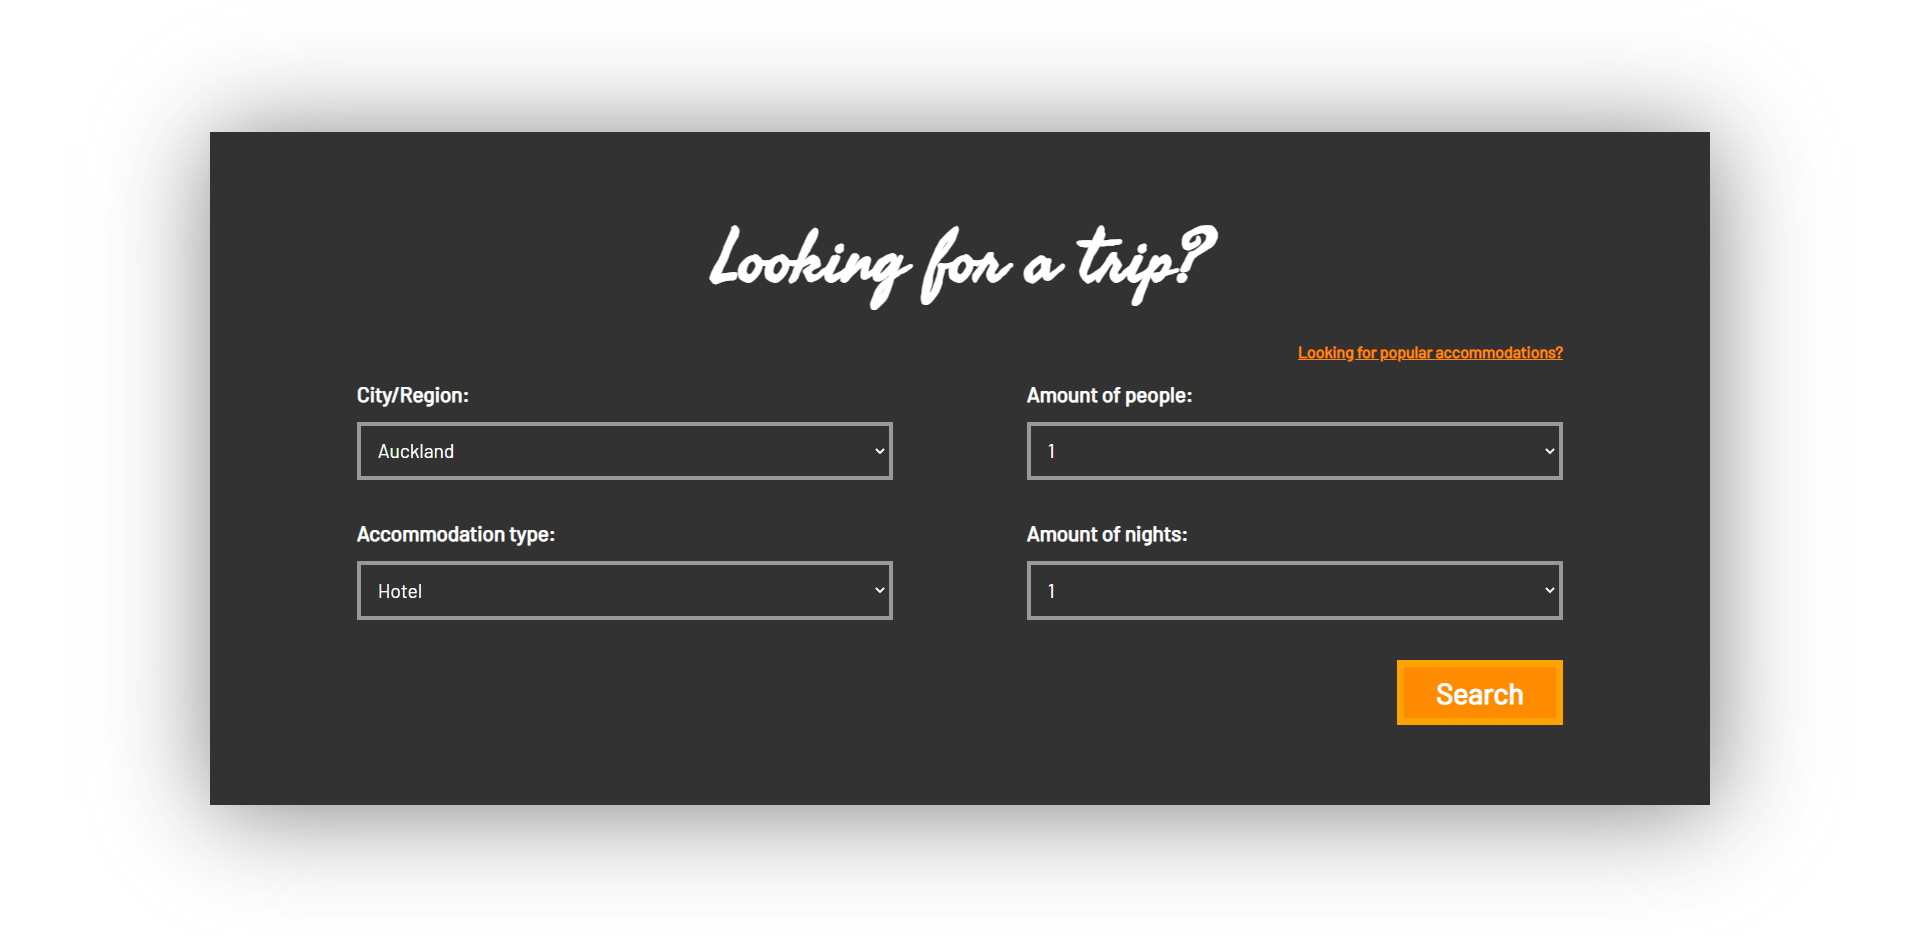 Looking for a trip?
Looking for popular accommodations?
City/Region:
Auckland
Amount of people:
1
Accommodation type:
Hotel
Amount of nights:
1
Search